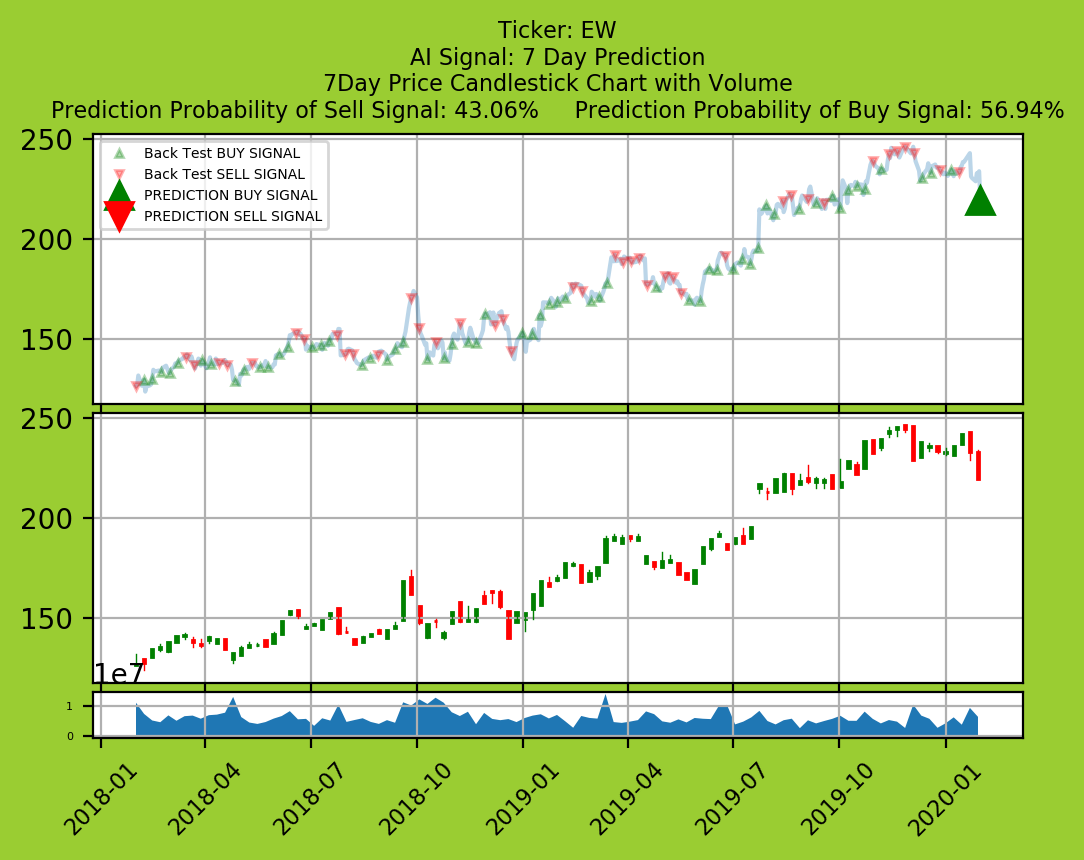 Ticker: EW
AI Signal: 7 Day Prediction
7Day Price Candlestick Chart with Volume
Prediction Probability of Sell Signal: 43.06%    Prediction Probability of Buy Signal: 56.94%
250
200
150
Back Test BUY SIGNAL
Back Test SELL SIGNAL
PREDICTION BUY SIGNAL
PREDICTION SELL SIGNAL
250
200
150
1e7
1
0
2018-01
2018-04
2018-07
2018-10
2019-01
2019-04
2019-07
2019-10
2020-01